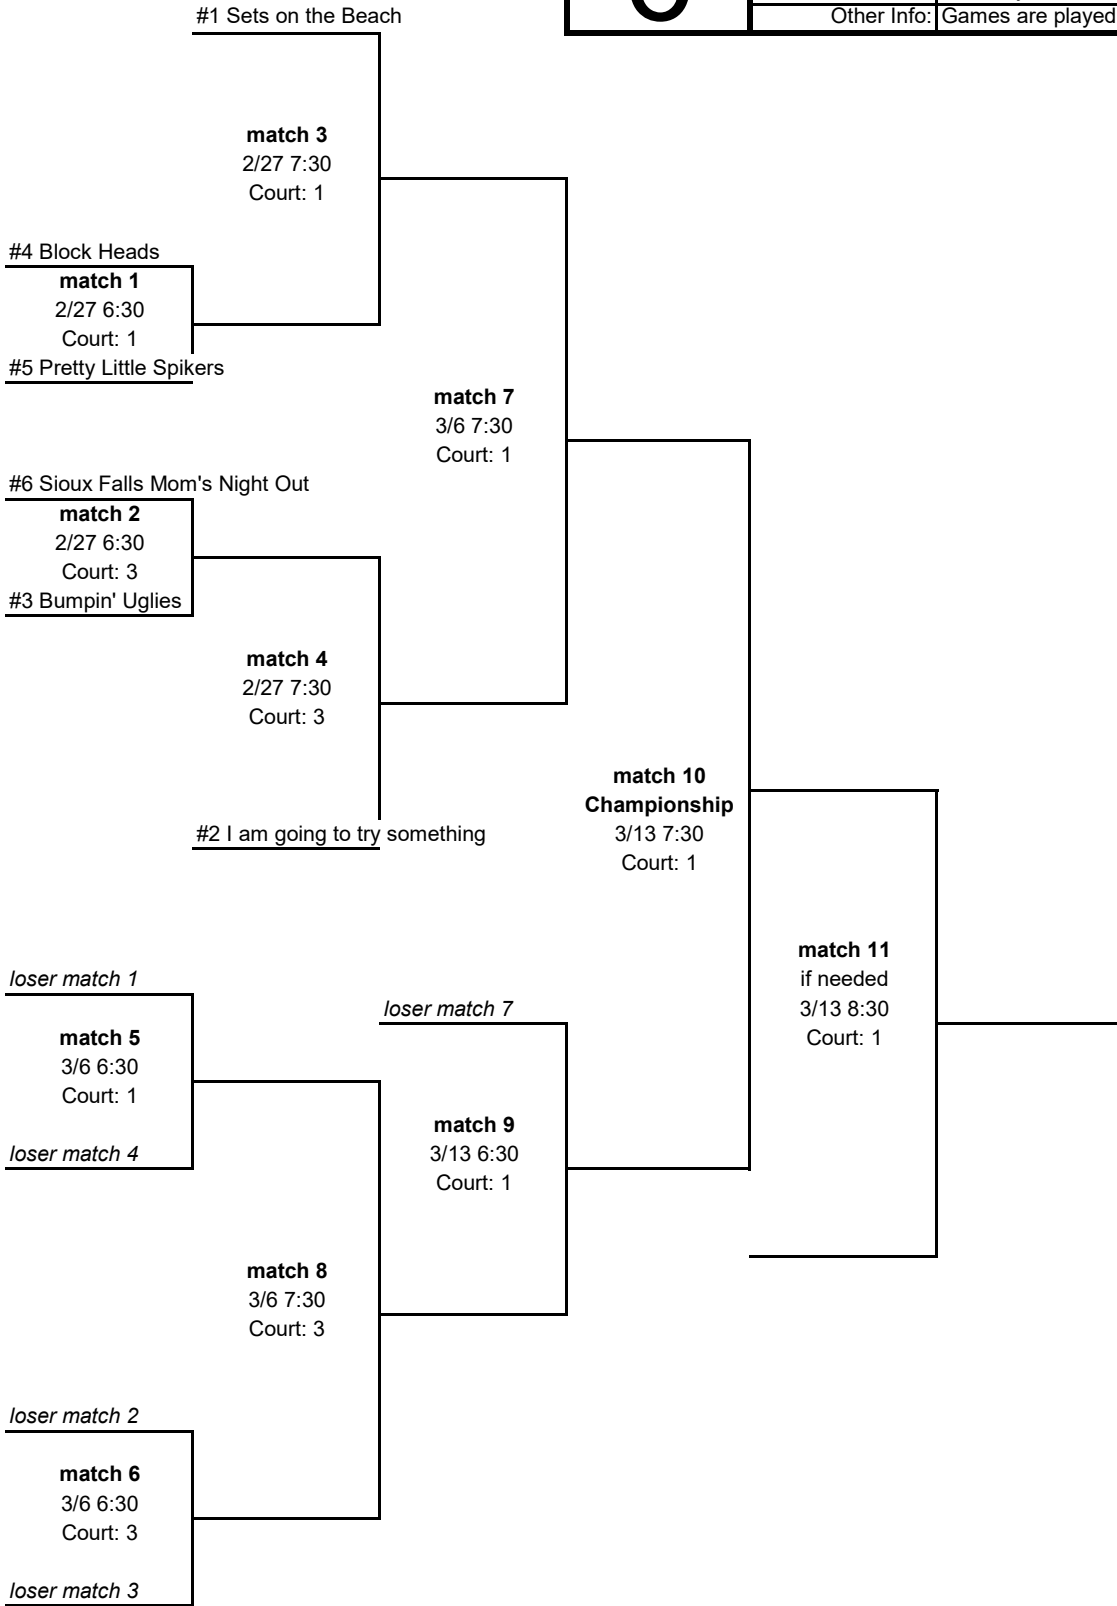 #1 Sets on the Beach
Other Info: Games are played
match 3
2/27 7:30
Court: 1
#4 Block Heads
match 1
2/27 6:30
Court: 1
#5 Pretty Little Spikers
match 7
3/6 7:30
Court: 1
#6 Sioux Falls Mom's Night Out
match 2
2/27 6:30
Court: 3
#3 Bumpin' Uglies
match 4
2/27 7:30
Court: 3
match 10
Championship
3/13 7:30
Court: 1
#2 I am going to try something
match 11
if needed
3/13 8:30
Court: 1
loser match 1
match 5
3/6 6:30
Court: 1
loser match 4
loser match 7
match 9
3/13 6:30
Court: 1
match 8
3/6 7:30
Court: 3
loser match 2
match 6
3/6 6:30
Court: 3
loser match 3